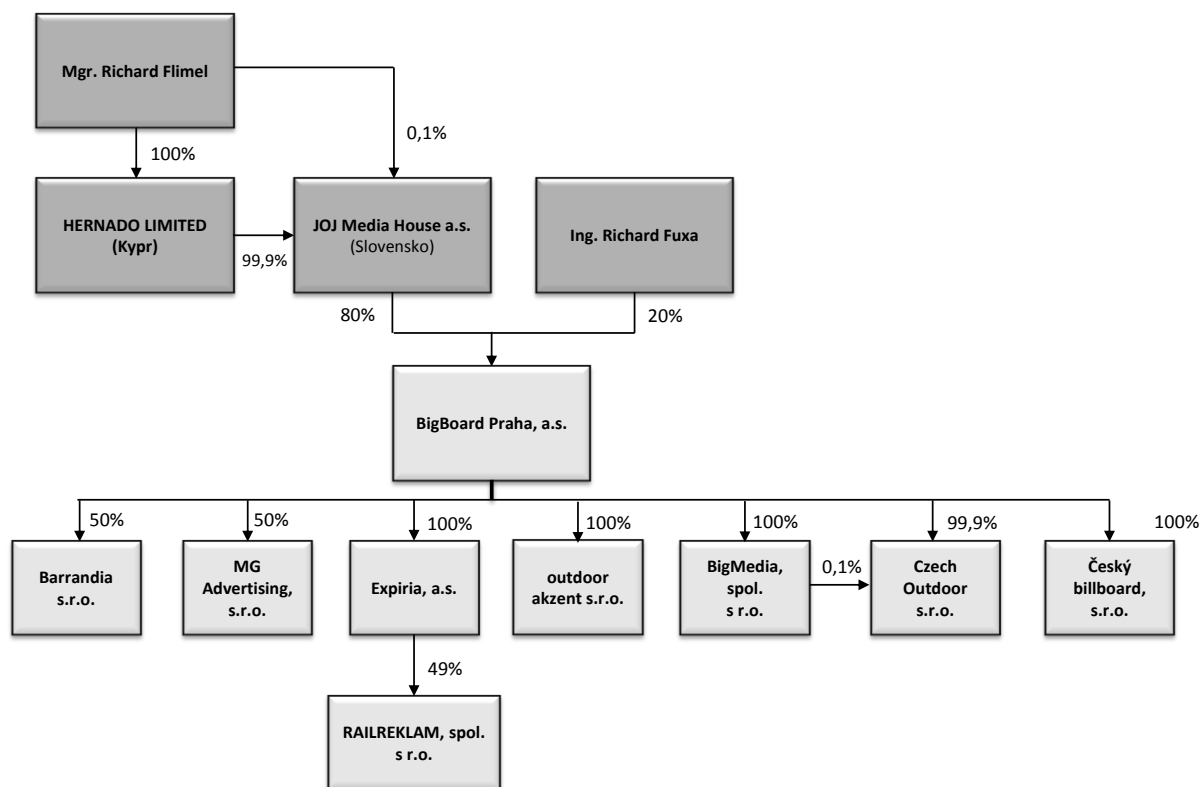 Mgr. Richard Flimel
0,1%
100%
HERNADO LIMITED
(Kypr)
99,9%
JOJ Media House a.s.
(Slovensko)
Ing. Richard Fuxa
80%
20%
BigBoard Praha, a.s.
50%
50%
100%
100%
100%
99,9%
100%
Barrandia
s.r.o.
MG
Advertising,
s.r.o.
Expiria, a.s.
outdoor
akzent s.r.o.
BigMedia,
spol.
s r.o.
0,1%
Czech
Outdoor
s.r.o.
Český
billboard,
s.r.o.
49%
RAILREKLAM, spol.
s r.o.